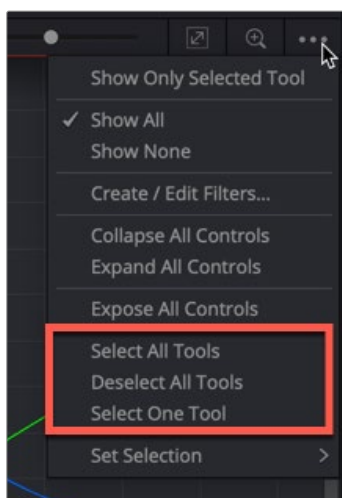 Show Only Selected Tool
Show All
Show None
Create / Edit Filters...
Collapse All Controls
Expand All Controls
Expose All Controls
Select All Tools
Deselect All Tools
Select One Tool
Set Selection